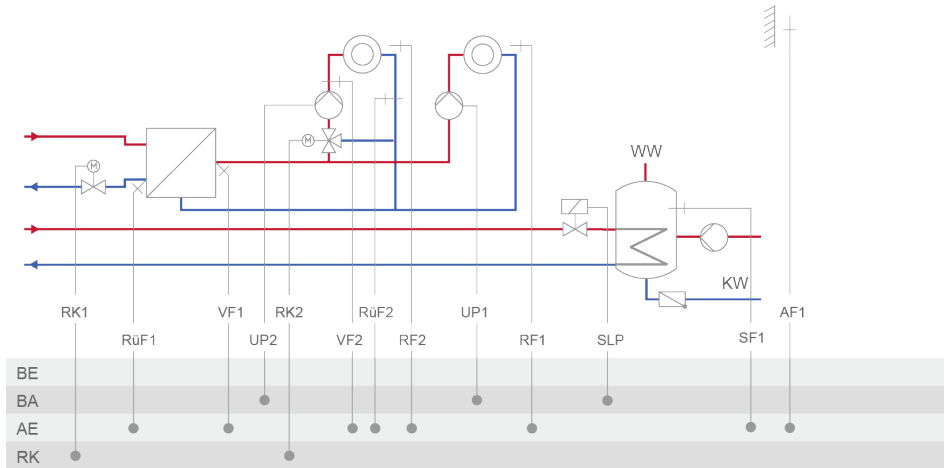 WW
M
M
KW
RK1 VF1 RK2 RüF2 UP1 AF1
RüF1 UP2 VF2 RF2 RF1 SLP SF1
BE
BA
AE
RK